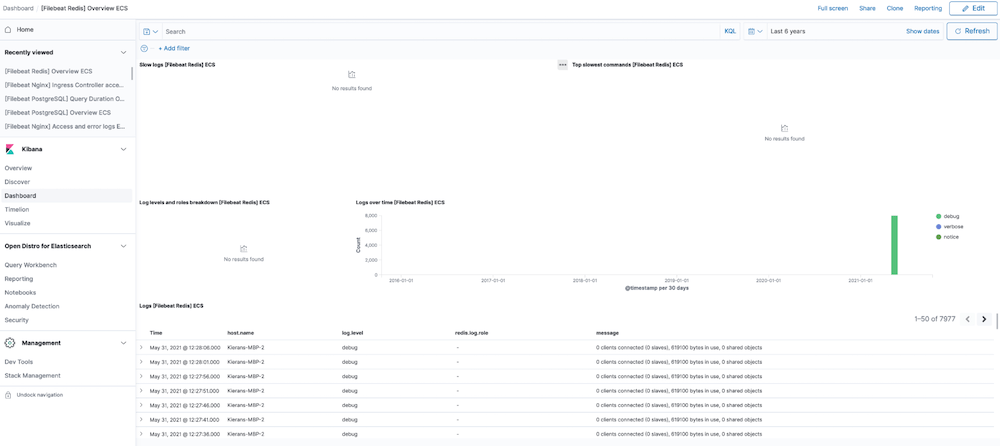 Dashboard [Filebeat Redis] Overview ECS
Full screen Share Clone Reporting Edit
Home
Recently viewed
[Filebeat Redis] Overview ECS
[Filebeat Nginx] Ingress Controller acce...
[Filebeat PostgreSQL] Query Duration O...
[Filebeat PostgreSQL] Overview ECS
[Filebeat Nginx] Access and error logs E...
Kibana
Overview
Discover
Dashboard
Timelion
Visualize
Open Distro for Elasticsearch
Query Workbench
Reporting
Notebooks
Anomaly Detection
Security
Management
Dev Tools
Stack Management
Undock navigation
Search KQL Last 6 years Show dates Refresh
+ Add filter
Slow logs [Filebeat Redis] ECS
No results found
Top slowest commands [Filebeat Redis] ECS
No results found
Log levels and roles breakdown [Filebeat Redis] ECS
No results found
Logs over time [Filebeat Redis] ECS
Count
8,000
6,000
4,000
2,000
0
2016-01-01 2017-01-01 2018-01-01 2019-01-01 2020-01-01 2021-01-01
@timestamp per 30 days
debug
verbose
notice
Logs [Filebeat Redis] ECS
1–50 of 7977
Time host.name log.level redis.log.role message
May 31, 2021 @ 12:28:06.000 Kierans-MBP-2 debug - 0 clients connected (0 slaves), 619100 bytes in use, 0 shared objects
May 31, 2021 @ 12:28:01.000 Kierans-MBP-2 debug - 0 clients connected (0 slaves), 619100 bytes in use, 0 shared objects
May 31, 2021 @ 12:27:56.000 Kierans-MBP-2 debug - 0 clients connected (0 slaves), 619100 bytes in use, 0 shared objects
May 31, 2021 @ 12:27:51.000 Kierans-MBP-2 debug - 0 clients connected (0 slaves), 619100 bytes in use, 0 shared objects
May 31, 2021 @ 12:27:46.000 Kierans-MBP-2 debug - 0 clients connected (0 slaves), 619100 bytes in use, 0 shared objects
May 31, 2021 @ 12:27:41.000 Kierans-MBP-2 debug - 0 clients connected (0 slaves), 619100 bytes in use, 0 shared objects
May 31, 2021 @ 12:27:36.000 Kierans-MBP-2 debug - 0 clients connected (0 slaves), 619100 bytes in use, 0 shared objects